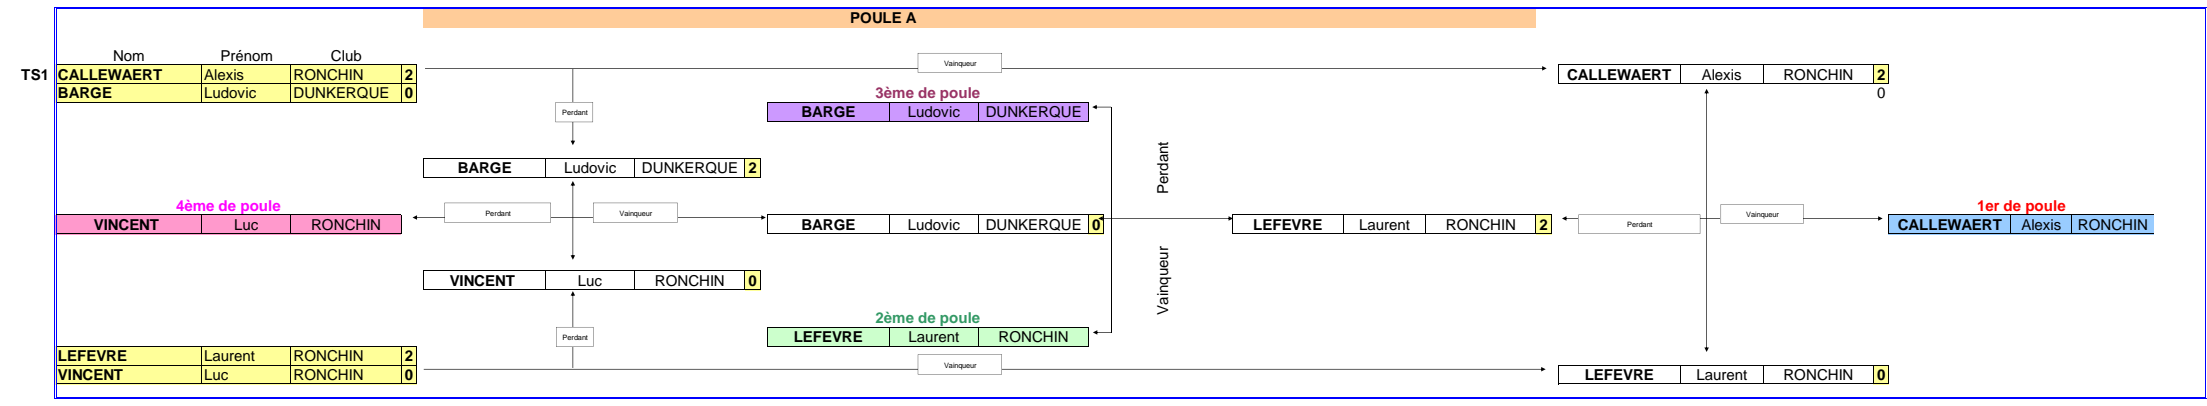 POULE A
Nom Prénom Club
TS1 CALLEWAERT Alexis RONCHIN 2
Vainqueur
CALLEWAERT Alexis RONCHIN 2
BARGE Ludovic DUNKERQUE 0
3ème de poule
0
Perdant
BARGE Ludovic DUNKERQUE
Perdant
BARGE Ludovic DUNKERQUE 2
4ème de poule
1er de poule
VINCENT Luc RONCHIN
Perdant
Vainqueur
BARGE Ludovic DUNKERQUE 0
LEFEVRE Laurent RONCHIN 2
Perdant
Vainqueur
CALLEWAERT Alexis RONCHIN
Vainqueur
VINCENT Luc RONCHIN 0
2ème de poule
Perdant
LEFEVRE Laurent RONCHIN
LEFEVRE Laurent RONCHIN 2
Vainqueur
VINCENT Luc RONCHIN 0
LEFEVRE Laurent RONCHIN 0